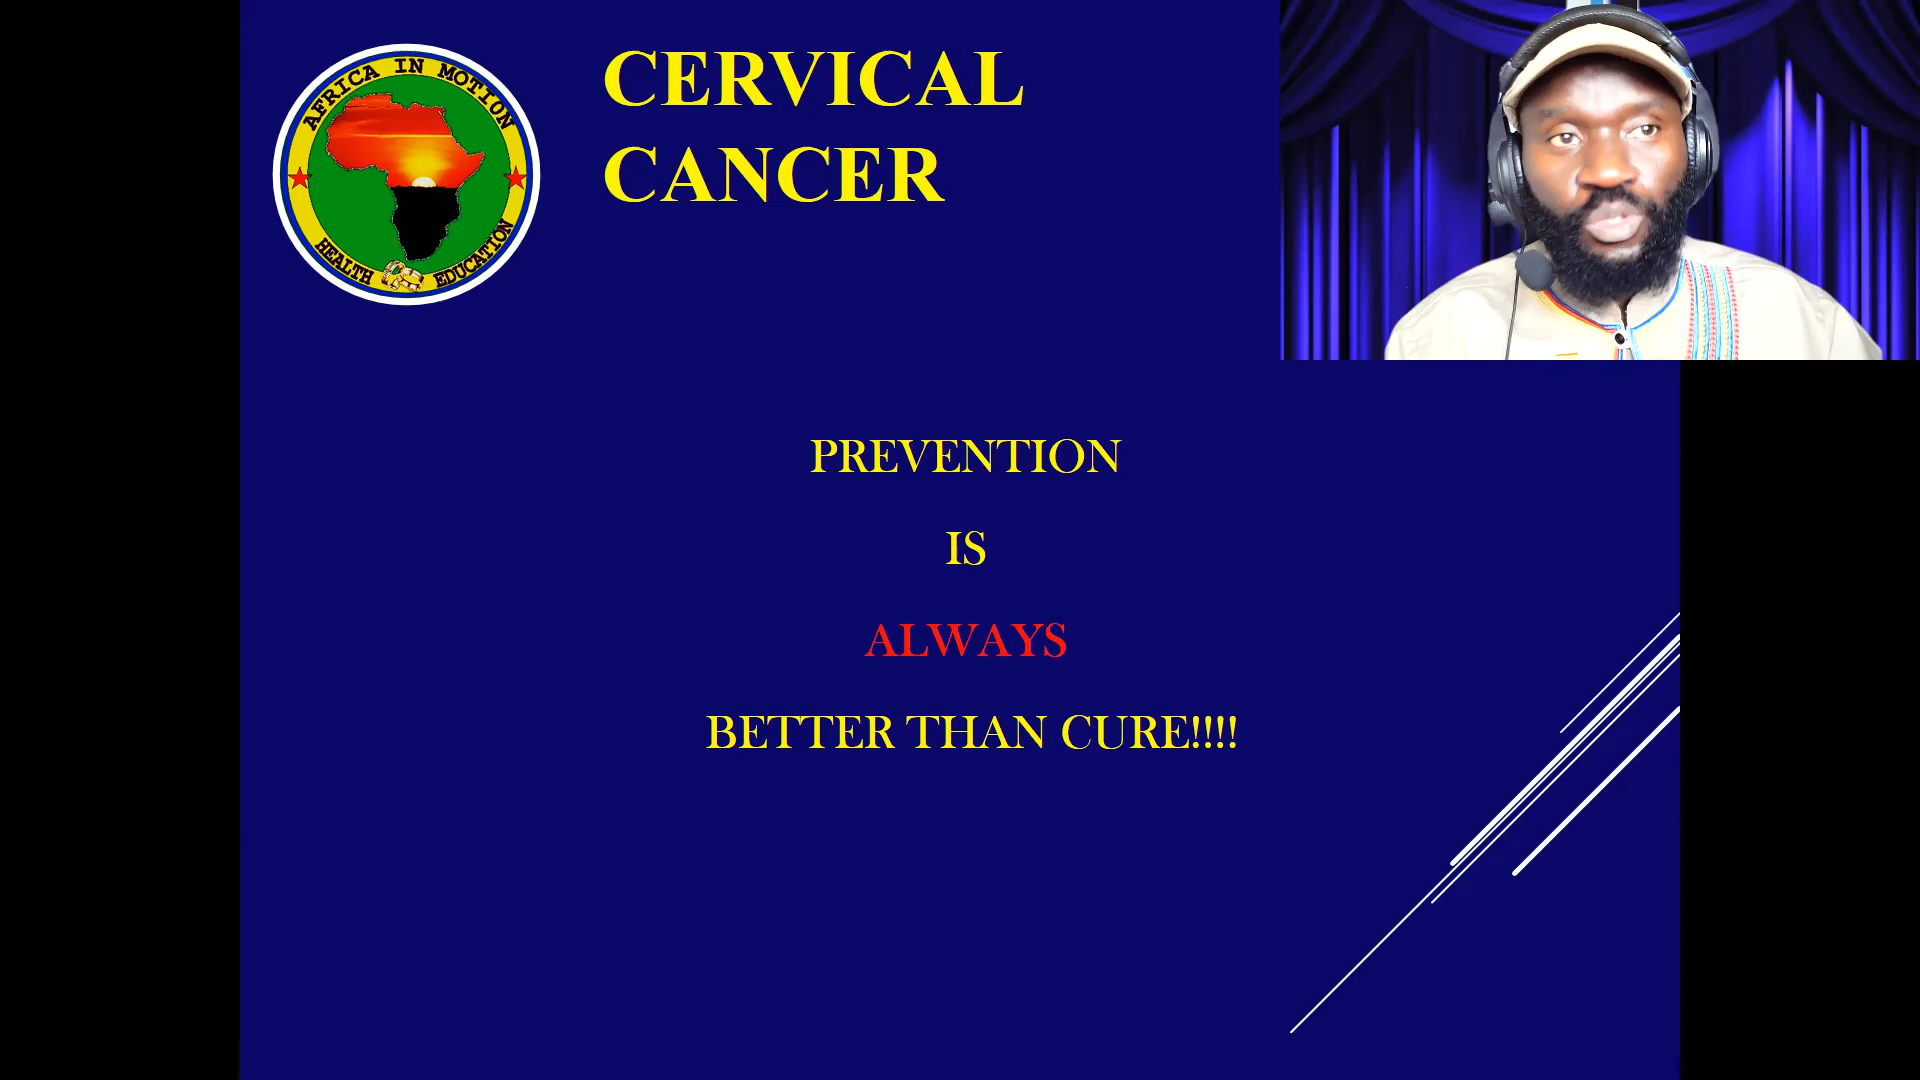 AFRICA IN MOTION
HEALTH EDUCATION
CERVICAL
CANCER
PREVENTION
IS
ALWAYS
BETTER THAN CURE!!!!